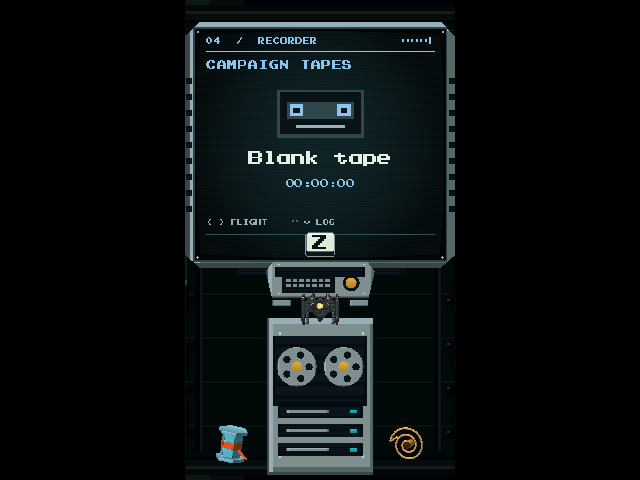 04 / RECORDER
CAMPAIGN TAPES
Blank tape
00:00:00
FLIGHT LOG
Z